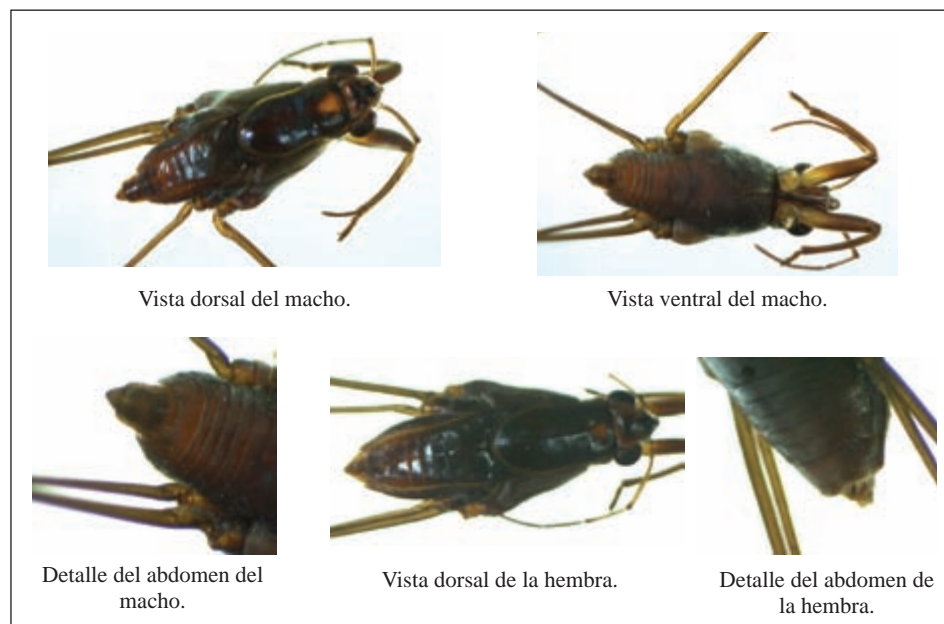 Vista dorsal del macho.
Vista ventral del macho.
Detalle del abdomen del
macho.
Vista dorsal de la hembra.
Detalle del abdomen de
la hembra.